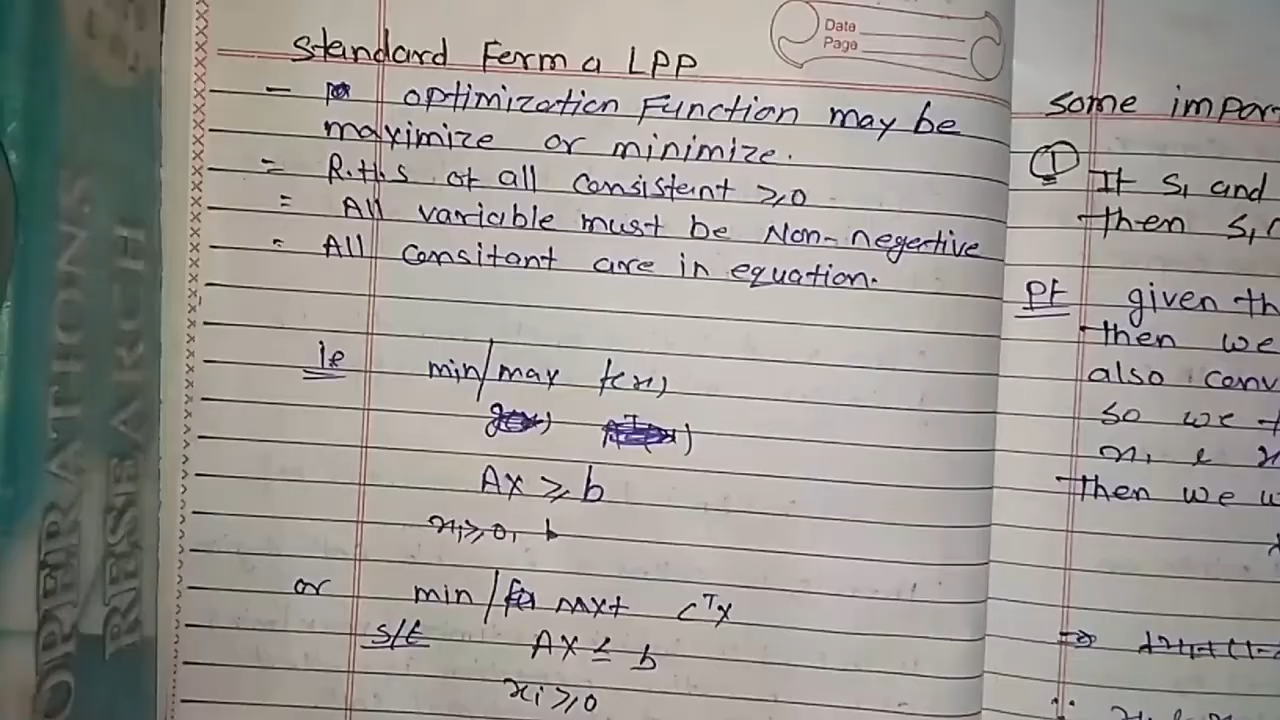 OPERATIONS
RESEARCH
Data
Page
Standard Form a LPP
- optimization Function may be
maximize or minimize.
= R.H.S of all consistent ≥0
= All variable must be Non-negertive
= All consitant are in equation.
ie min/max f(x)
AX ≥ b
xi≥0, b
or min/ max c^T X
s/t AX ≤ b
xi ≥0
some impor
① If S1 and
then S1
Pf given th
then we
also conv
so we
x1 & x
then we w